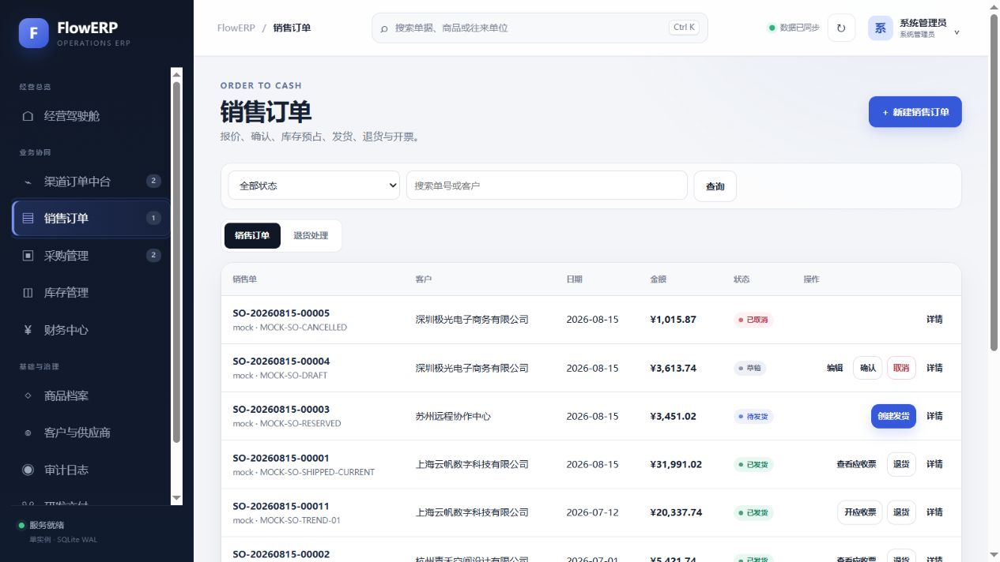 F
FlowERP
OPERATIONS ERP
经营总览
经营驾驶舱
业务协同
渠道订单中台 2
销售订单 1
采购管理 2
库存管理
¥ 财务中心
基础与治理
商品档案
客户与供应商
审计日志
研发交付
服务就绪
单实例 · SQLite WAL
FlowERP / 销售订单
搜索单据、商品或往来单位 Ctrl K
数据已同步
系
系统管理员
系统管理员
ORDER TO CASH
销售订单
报价、确认、库存预占、发货、退货与开票。
+ 新建销售订单
全部状态
搜索单号或客户
查询
销售订单 退货处理
销售单 客户 日期 金额 状态 操作
SO-20260815-00005
mock · MOCK-SO-CANCELLED
深圳极光电子商务有限公司 2026-08-15 ¥1,015.87 已取消 详情
SO-20260815-00004
mock · MOCK-SO-DRAFT
深圳极光电子商务有限公司 2026-08-15 ¥3,613.74 草稿 编辑 确认 取消 详情
SO-20260815-00003
mock · MOCK-SO-RESERVED
苏州远程协作中心 2026-08-15 ¥3,451.02 待发货 创建发货 详情
SO-20260815-00001
mock · MOCK-SO-SHIPPED-CURRENT
上海云帆数字科技有限公司 2026-08-15 ¥31,991.02 已发货 查看应收票 退货 详情
SO-20260815-00011
mock · MOCK-SO-TREND-01
上海云帆数字科技有限公司 2026-07-12 ¥20,337.74 已发货 开应收票 退货 详情
SO-20260815-00002
杭州青禾空间设计有限公司 2026-07-01 ¥5,421.74 已发货 查看应收票 退货 详情